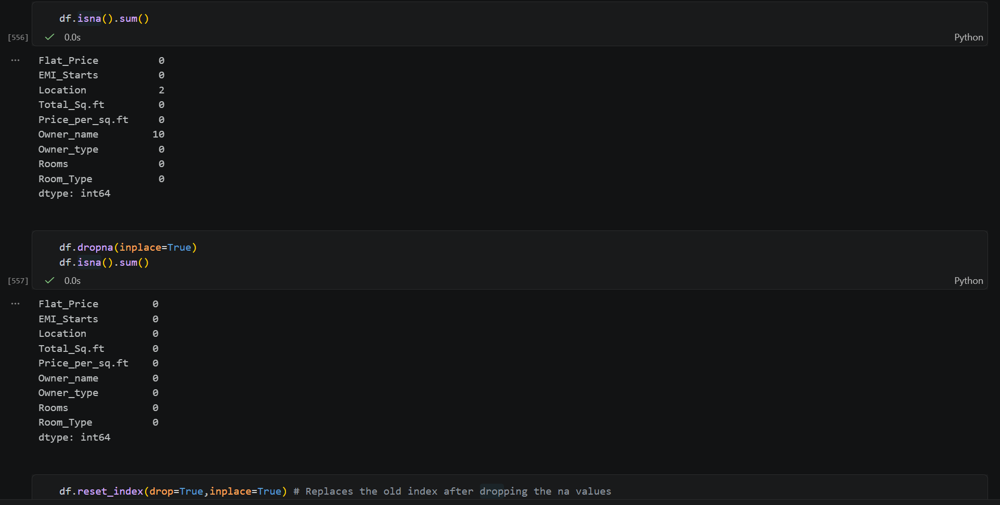 df.isna().sum()
[556] 0.0s Python
... Flat_Price 0
EMI_Starts 0
Location 2
Total_Sq.ft 0
Price_per_sq.ft 0
Owner_name 10
Owner_type 0
Rooms 0
Room_Type 0
dtype: int64
df.dropna(inplace=True)
df.isna().sum()
[557] 0.0s Python
... Flat_Price 0
EMI_Starts 0
Location 0
Total_Sq.ft 0
Price_per_sq.ft 0
Owner_name 0
Owner_type 0
Rooms 0
Room_Type 0
dtype: int64
df.reset_index(drop=True,inplace=True) # Replaces the old index after dropping the na values